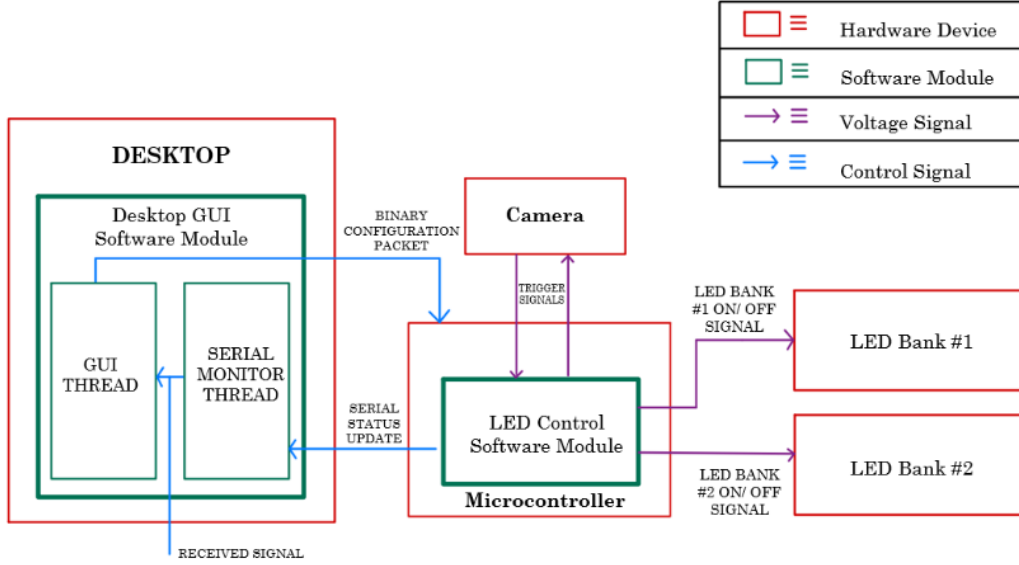 Hardware Device
Software Module
Voltage Signal
Control Signal
DESKTOP
Desktop GUI
Software Module
GUI
THREAD
SERIAL
MONITOR
THREAD
RECEIVED SIGNAL
BINARY
CONFIGURATION
PACKET
SERIAL
STATUS
UPDATE
Camera
TRIGGER
SIGNALS
LED Control
Software Module
Microcontroller
LED BANK
#1 ON/ OFF
SIGNAL
LED Bank #1
LED BANK
#2 ON/ OFF
SIGNAL
LED Bank #2